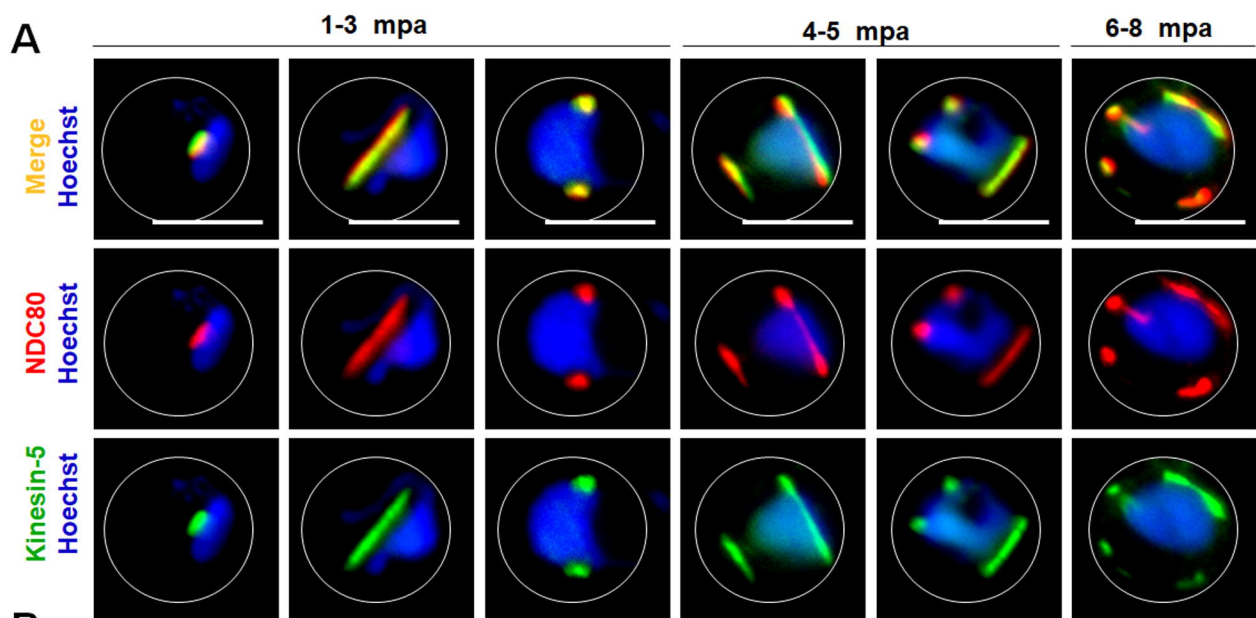 A
1-3 mpa
4-5 mpa
6-8 mpa
Merge
Hoechst
NDC80
Hoechst
Kinesin-5
Hoechst